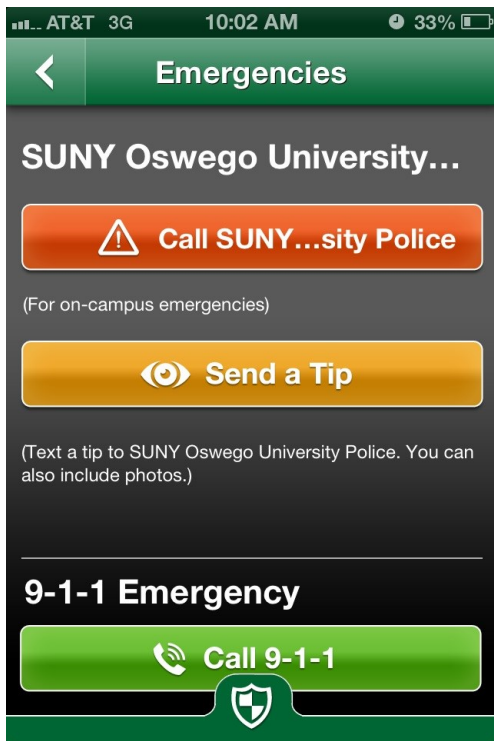 AT&T 3G 10:02 AM 33%
Emergencies
SUNY Oswego University...
Call SUNY...sity Police
(For on-campus emergencies)
Send a Tip
(Text a tip to SUNY Oswego University Police. You can
also include photos.)
9-1-1 Emergency
Call 9-1-1